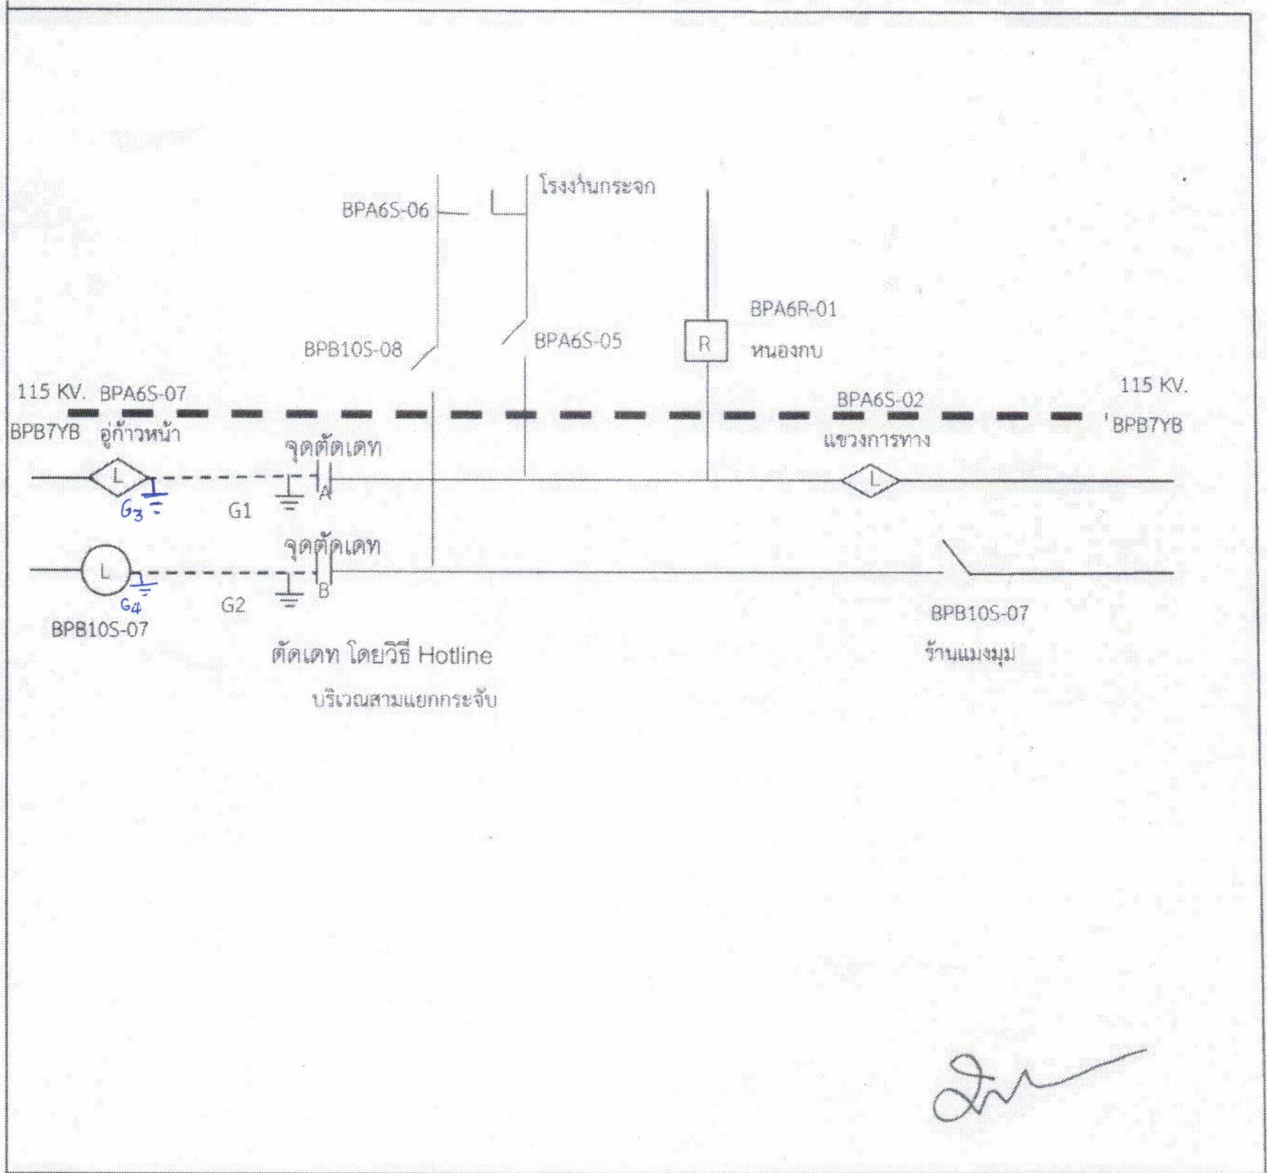 โรงงานกระจก
BPA6S-06
BPA6R-01
หนองกบ
R
BPB10S-08
BPA6S-05
115 KV. BPA6S-07
BPB7YB อู่ก้าวหน้า
BPA6S-02
แขวงการทาง
115 KV.
BPB7YB
จุดตัดเดท
L
A
L
G3
G1
จุดตัดเดท
L
B
G4
G2
BPB10S-07
BPB10S-07
ร้านแมงมุม
ตัดเดท โดยวิธี Hotline
บริเวณสามแยกกระจับ